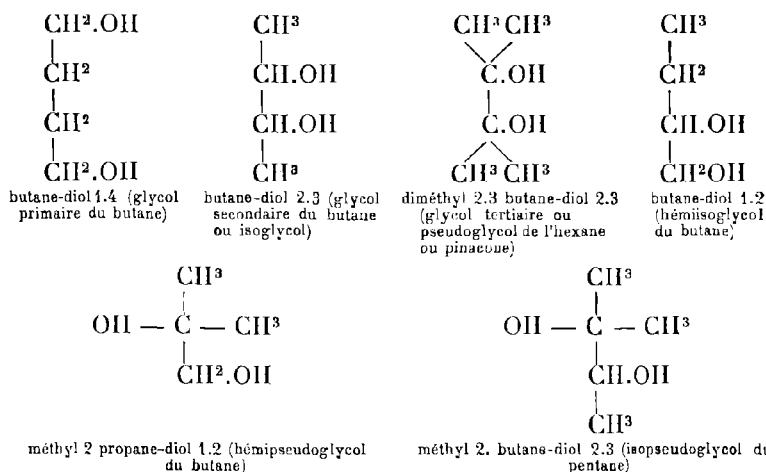 CH².OH
CH²
CH²
CH².OH
butane-diol 1.4 (glycol
primaire du butane)
CH³
CH.OH
CH.OH
CH³
butane-diol 2.3 (glycol
secondaire du butane
ou isoglycol)
CH³ CH³
C.OH
C.OH
CH³ CH³
diméthyl 2.3 butane-diol 2.3
(glycol tertiaire ou
pseudoglycol de l'hexane
ou pinacone)
CH³
CH²
CH.OH
CH²OH
butane-diol 1.2
(hémiisoglycol
du butane)
CH³
OH — C — CH³
CH².OH
méthyl 2 propane-diol 1.2 (hémipseudoglycol
du butane)
CH³
OH — C — CH³
CH.OH
CH³
méthyl 2. butane-diol 2.3 (isopseudoglycol du
pentane)